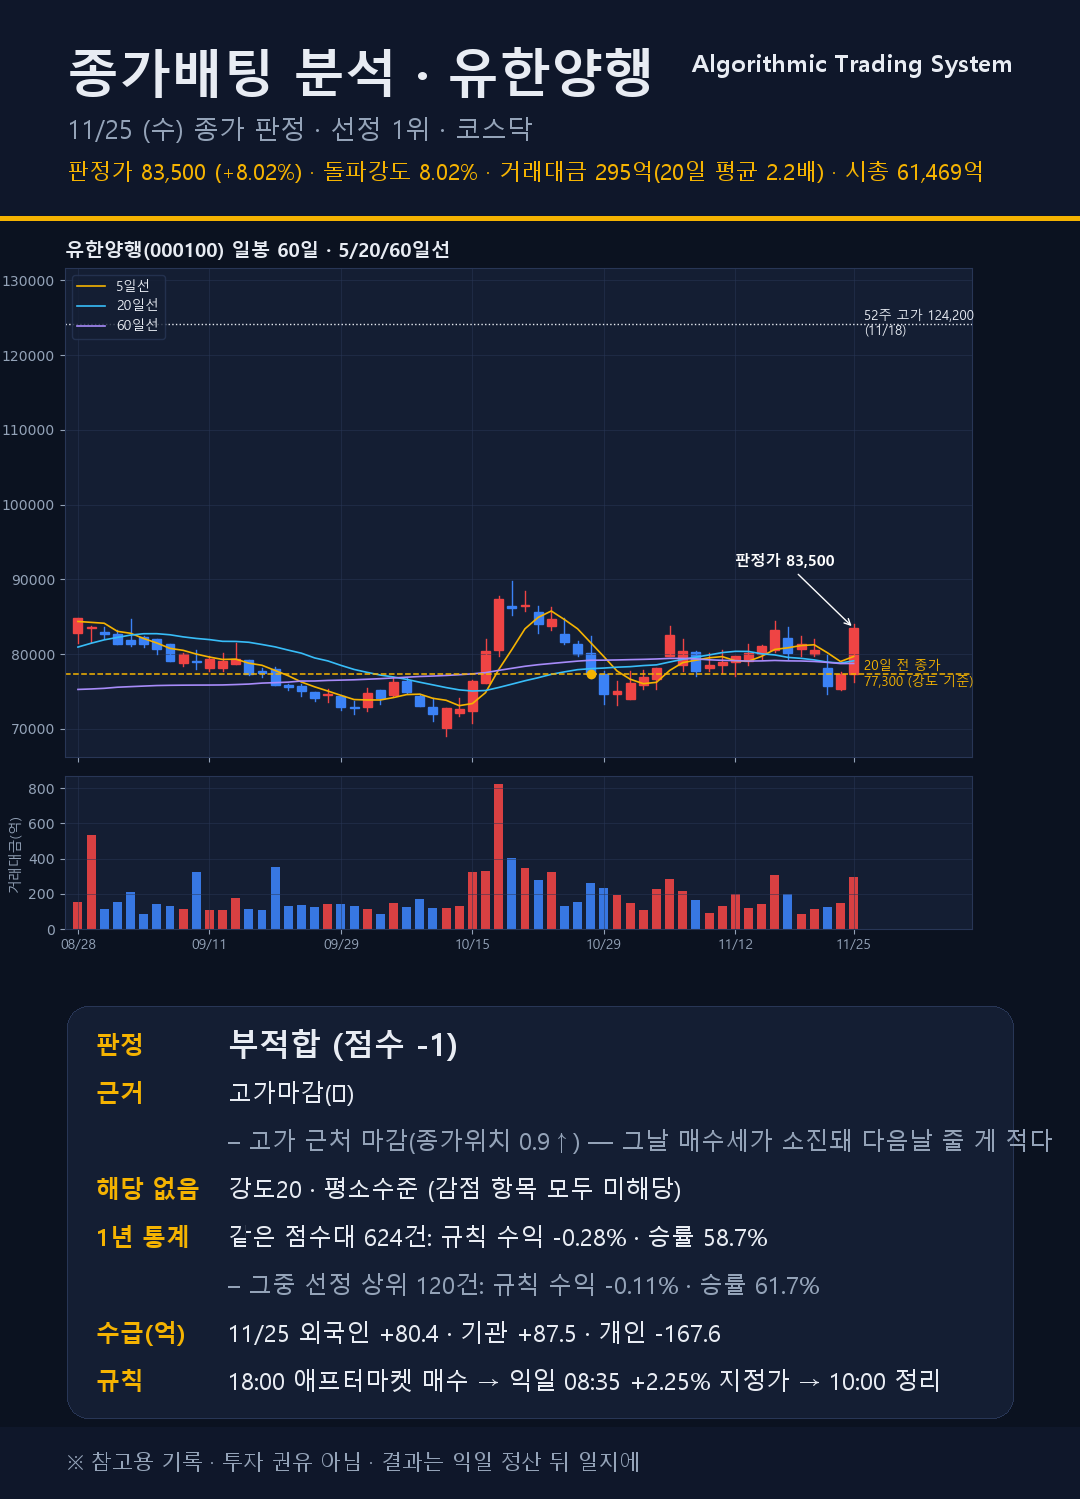 종가배팅 분석 · 유한양행
Algorithmic Trading System
11/25 (수) 종가 판정 · 선정 1위 · 코스닥
판정가 83,500 (+8.02%) · 돌파강도 8.02% · 거래대금 295억(20일 평균 2.2배) · 시총 61,469억
유한양행(000100) 일봉 60일 · 5/20/60일선
5일선
20일선
60일선
130000
120000
110000
100000
90000
80000
70000
52주 고가 124,200
(11/18)
판정가 83,500
20일 전 종가
77,300 (강도 기준)
거래대금(억)
800
600
400
200
0
08/28
09/11
09/29
10/15
10/29
11/12
11/25
판정 부적합 (점수 -1)
근거 고가마감(▯)
– 고가 근처 마감(종가위치 0.9↑) — 그날 매수세가 소진돼 다음날 줄 게 적다
해당 없음 강도20 · 평소수준 (감점 항목 모두 미해당)
1년 통계 같은 점수대 624건: 규칙 수익 -0.28% · 승률 58.7%
– 그중 선정 상위 120건: 규칙 수익 -0.11% · 승률 61.7%
수급(억) 11/25 외국인 +80.4 · 기관 +87.5 · 개인 -167.6
규칙 18:00 애프터마켓 매수 → 익일 08:35 +2.25% 지정가 → 10:00 정리
※ 참고용 기록 · 투자 권유 아님 · 결과는 익일 정산 뒤 일지에